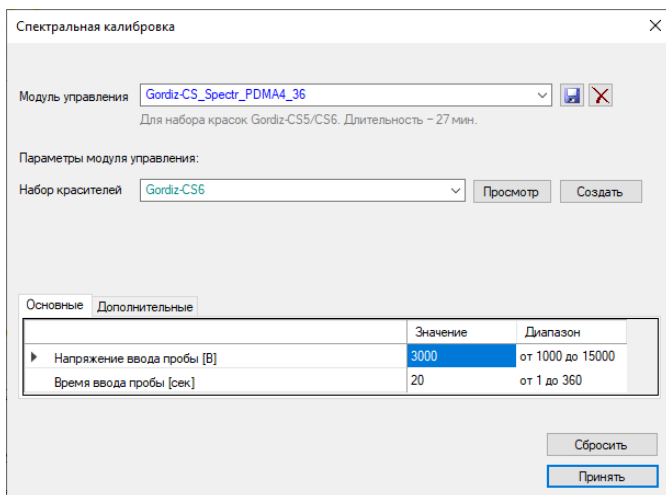 Спектральная калибровка
Модуль управления Gordiz-CS_Spectr_PDMA4_36
Для набора красок Gordiz-CS5/CS6. Длительность – 27 мин.
Параметры модуля управления:
Набор красителей Gordiz-CS6 Просмотр Создать
Основные Дополнительные
Значение Диапазон
Напряжение ввода пробы [В] 3000 от 1000 до 15000
Время ввода пробы [сек] 20 от 1 до 360
Сбросить
Принять